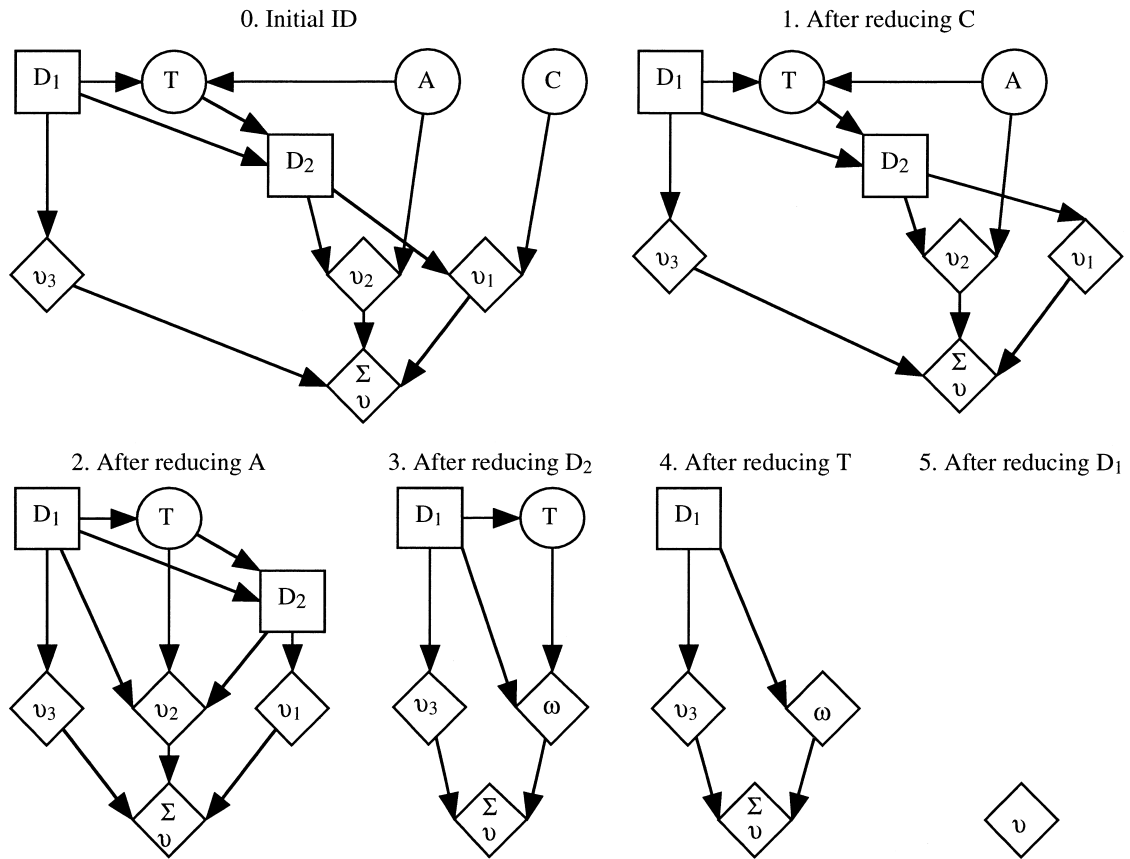 0. Initial ID
D1 T A C
D2
υ3 υ2 υ1
Σ
υ
1. After reducing C
D1 T A
D2
υ3 υ2 υ1
Σ
υ
2. After reducing A
D1 T
D2
υ3 υ2 υ1
Σ
υ
3. After reducing D2
D1 T
υ3 ω
Σ
υ
4. After reducing T
D1
υ3 ω
Σ
υ
5. After reducing D1
υ